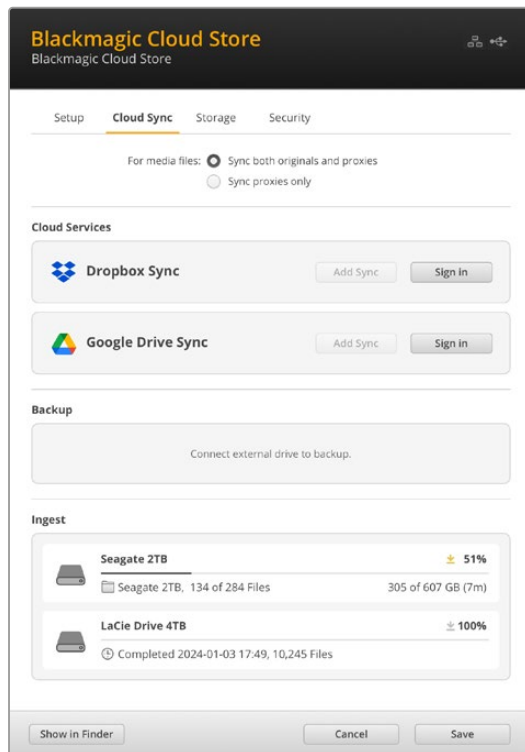 Blackmagic Cloud Store
Blackmagic Cloud Store
Setup Cloud Sync Storage Security
For media files: Sync both originals and proxies
Sync proxies only
Cloud Services
Dropbox Sync Add Sync Sign in
Google Drive Sync Add Sync Sign in
Backup
Connect external drive to backup.
Ingest
Seagate 2TB 51%
Seagate 2TB, 134 of 284 Files 305 of 607 GB (7m)
LaCie Drive 4TB 100%
Completed 2024-01-03 17:49, 10,245 Files
Show in Finder Cancel Save